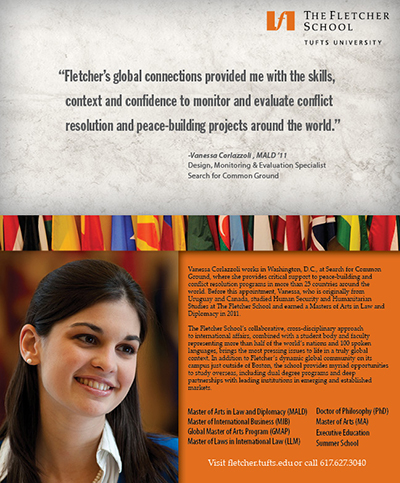 THE FLETCHER
SCHOOL
TUFTS UNIVERSITY
“Fletcher’s global connections provided me with the skills,
context and confidence to monitor and evaluate conflict
resolution and peace-building projects around the world.”
-Vanessa Corlazzoli, MALD ’11
Design, Monitoring & Evaluation Specialist
Search for Common Ground
Vanessa Corlazzoli works in Washington, D.C., at Search for Common
Ground, where she provides critical support to peace-building and
conflict resolution programs in more than 25 countries around the
world. Before this appointment, Vanessa, who is originally from
Uruguay and Canada, studied Human Security and Humanitarian
Studies at The Fletcher School and earned a Masters of Arts in Law and
Diplomacy in 2011.
The Fletcher School’s collaborative, cross-disciplinary approach
to international affairs, combined with a student body and faculty
representing more than half of the world’s nations and 100 spoken
languages, brings the most pressing issues to life in a truly global
context. In addition to Fletcher’s dynamic global community on its
campus just outside of Boston, the school provides myriad opportunities
to study overseas, including dual degree programs and deep
partnerships with leading institutions in emerging and established
markets.
Master of Arts in Law and Diplomacy (MALD)
Master of International Business (MIB)
Global Master of Arts Program (GMAP)
Master of Laws in International Law (LLM)
Doctor of Philosophy (PhD)
Master of Arts (MA)
Executive Education
Summer School
Visit fletcher.tufts.edu or call 617.627.3040